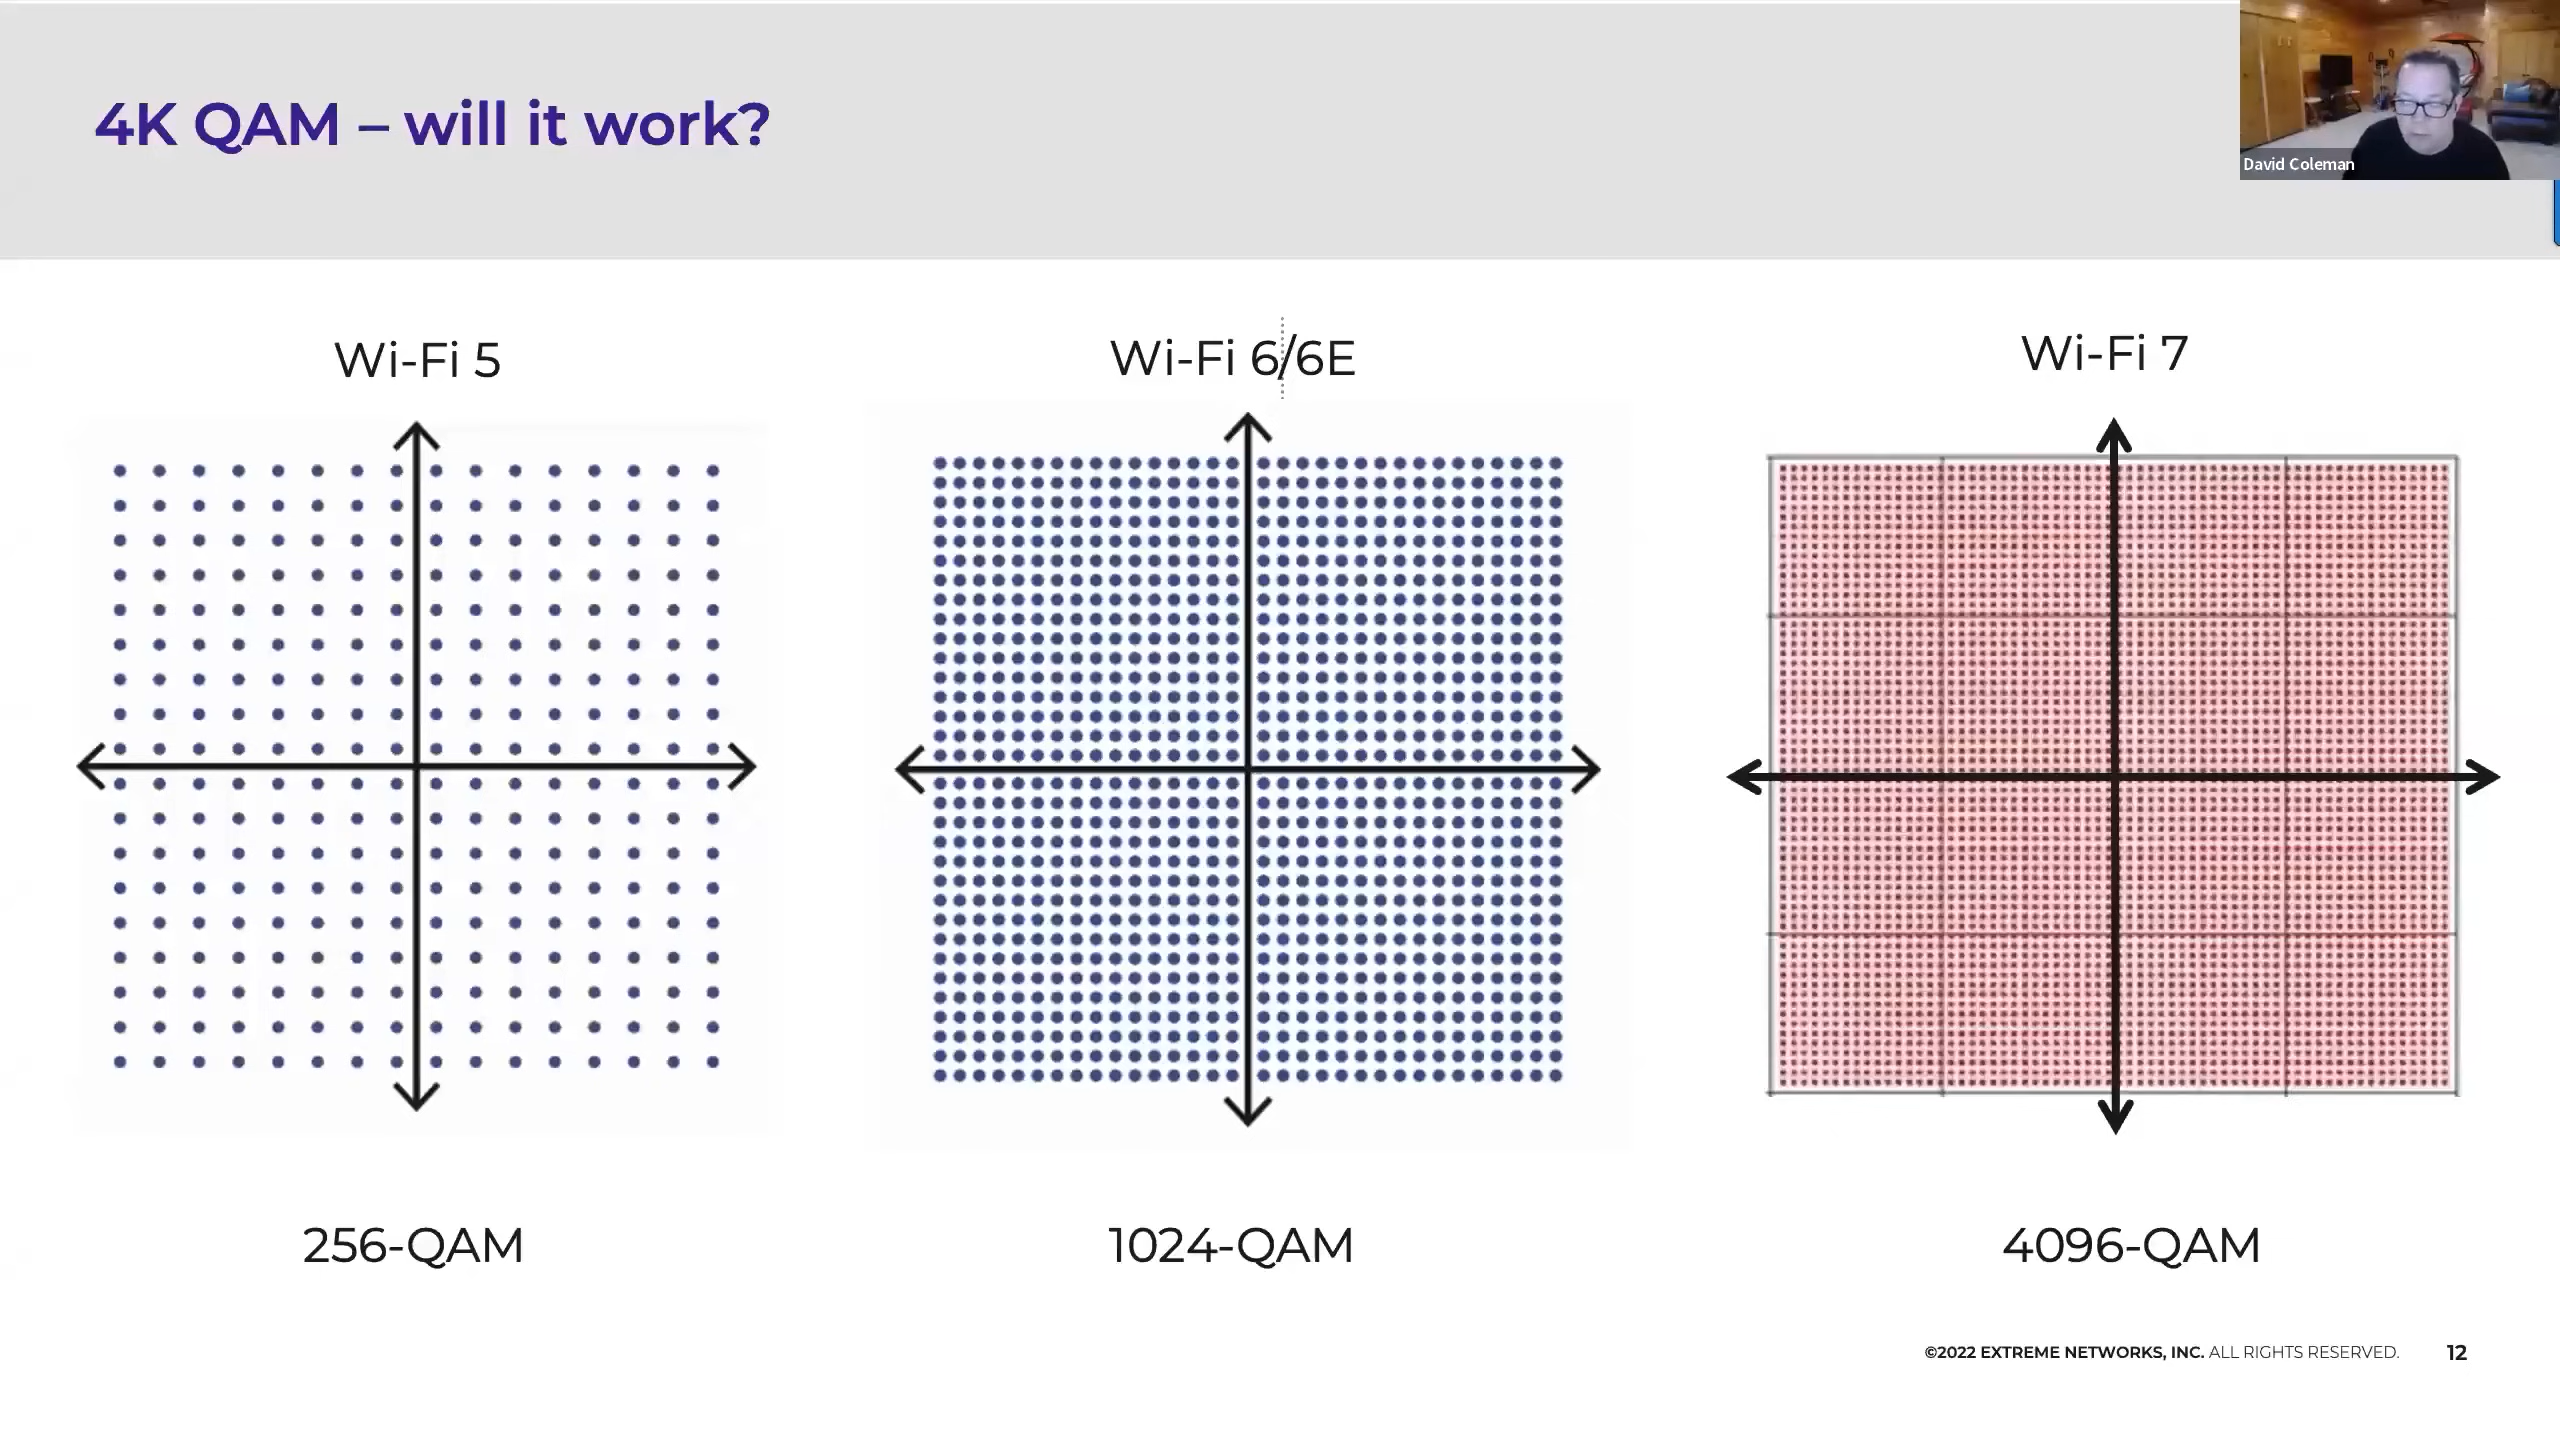 4K QAM – will it work?
David Coleman
Wi-Fi 5
Wi-Fi 6/6E
Wi-Fi 7
256-QAM
1024-QAM
4096-QAM
©2022 EXTREME NETWORKS, INC. ALL RIGHTS RESERVED. 12